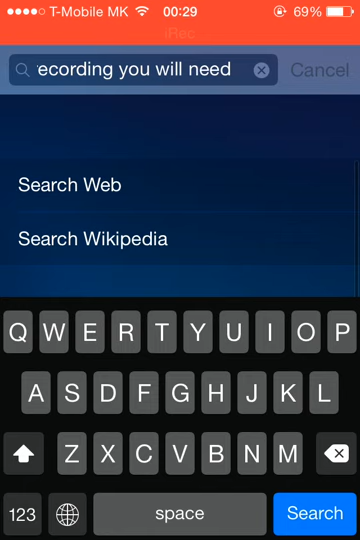 T-Mobile MK 00:29 69%
iRec
ecording you will need Cancel
Search Web
Search Wikipedia
Q W E R T Y U I O P
A S D F G H J K L
Z X C V B N M
123 space Search